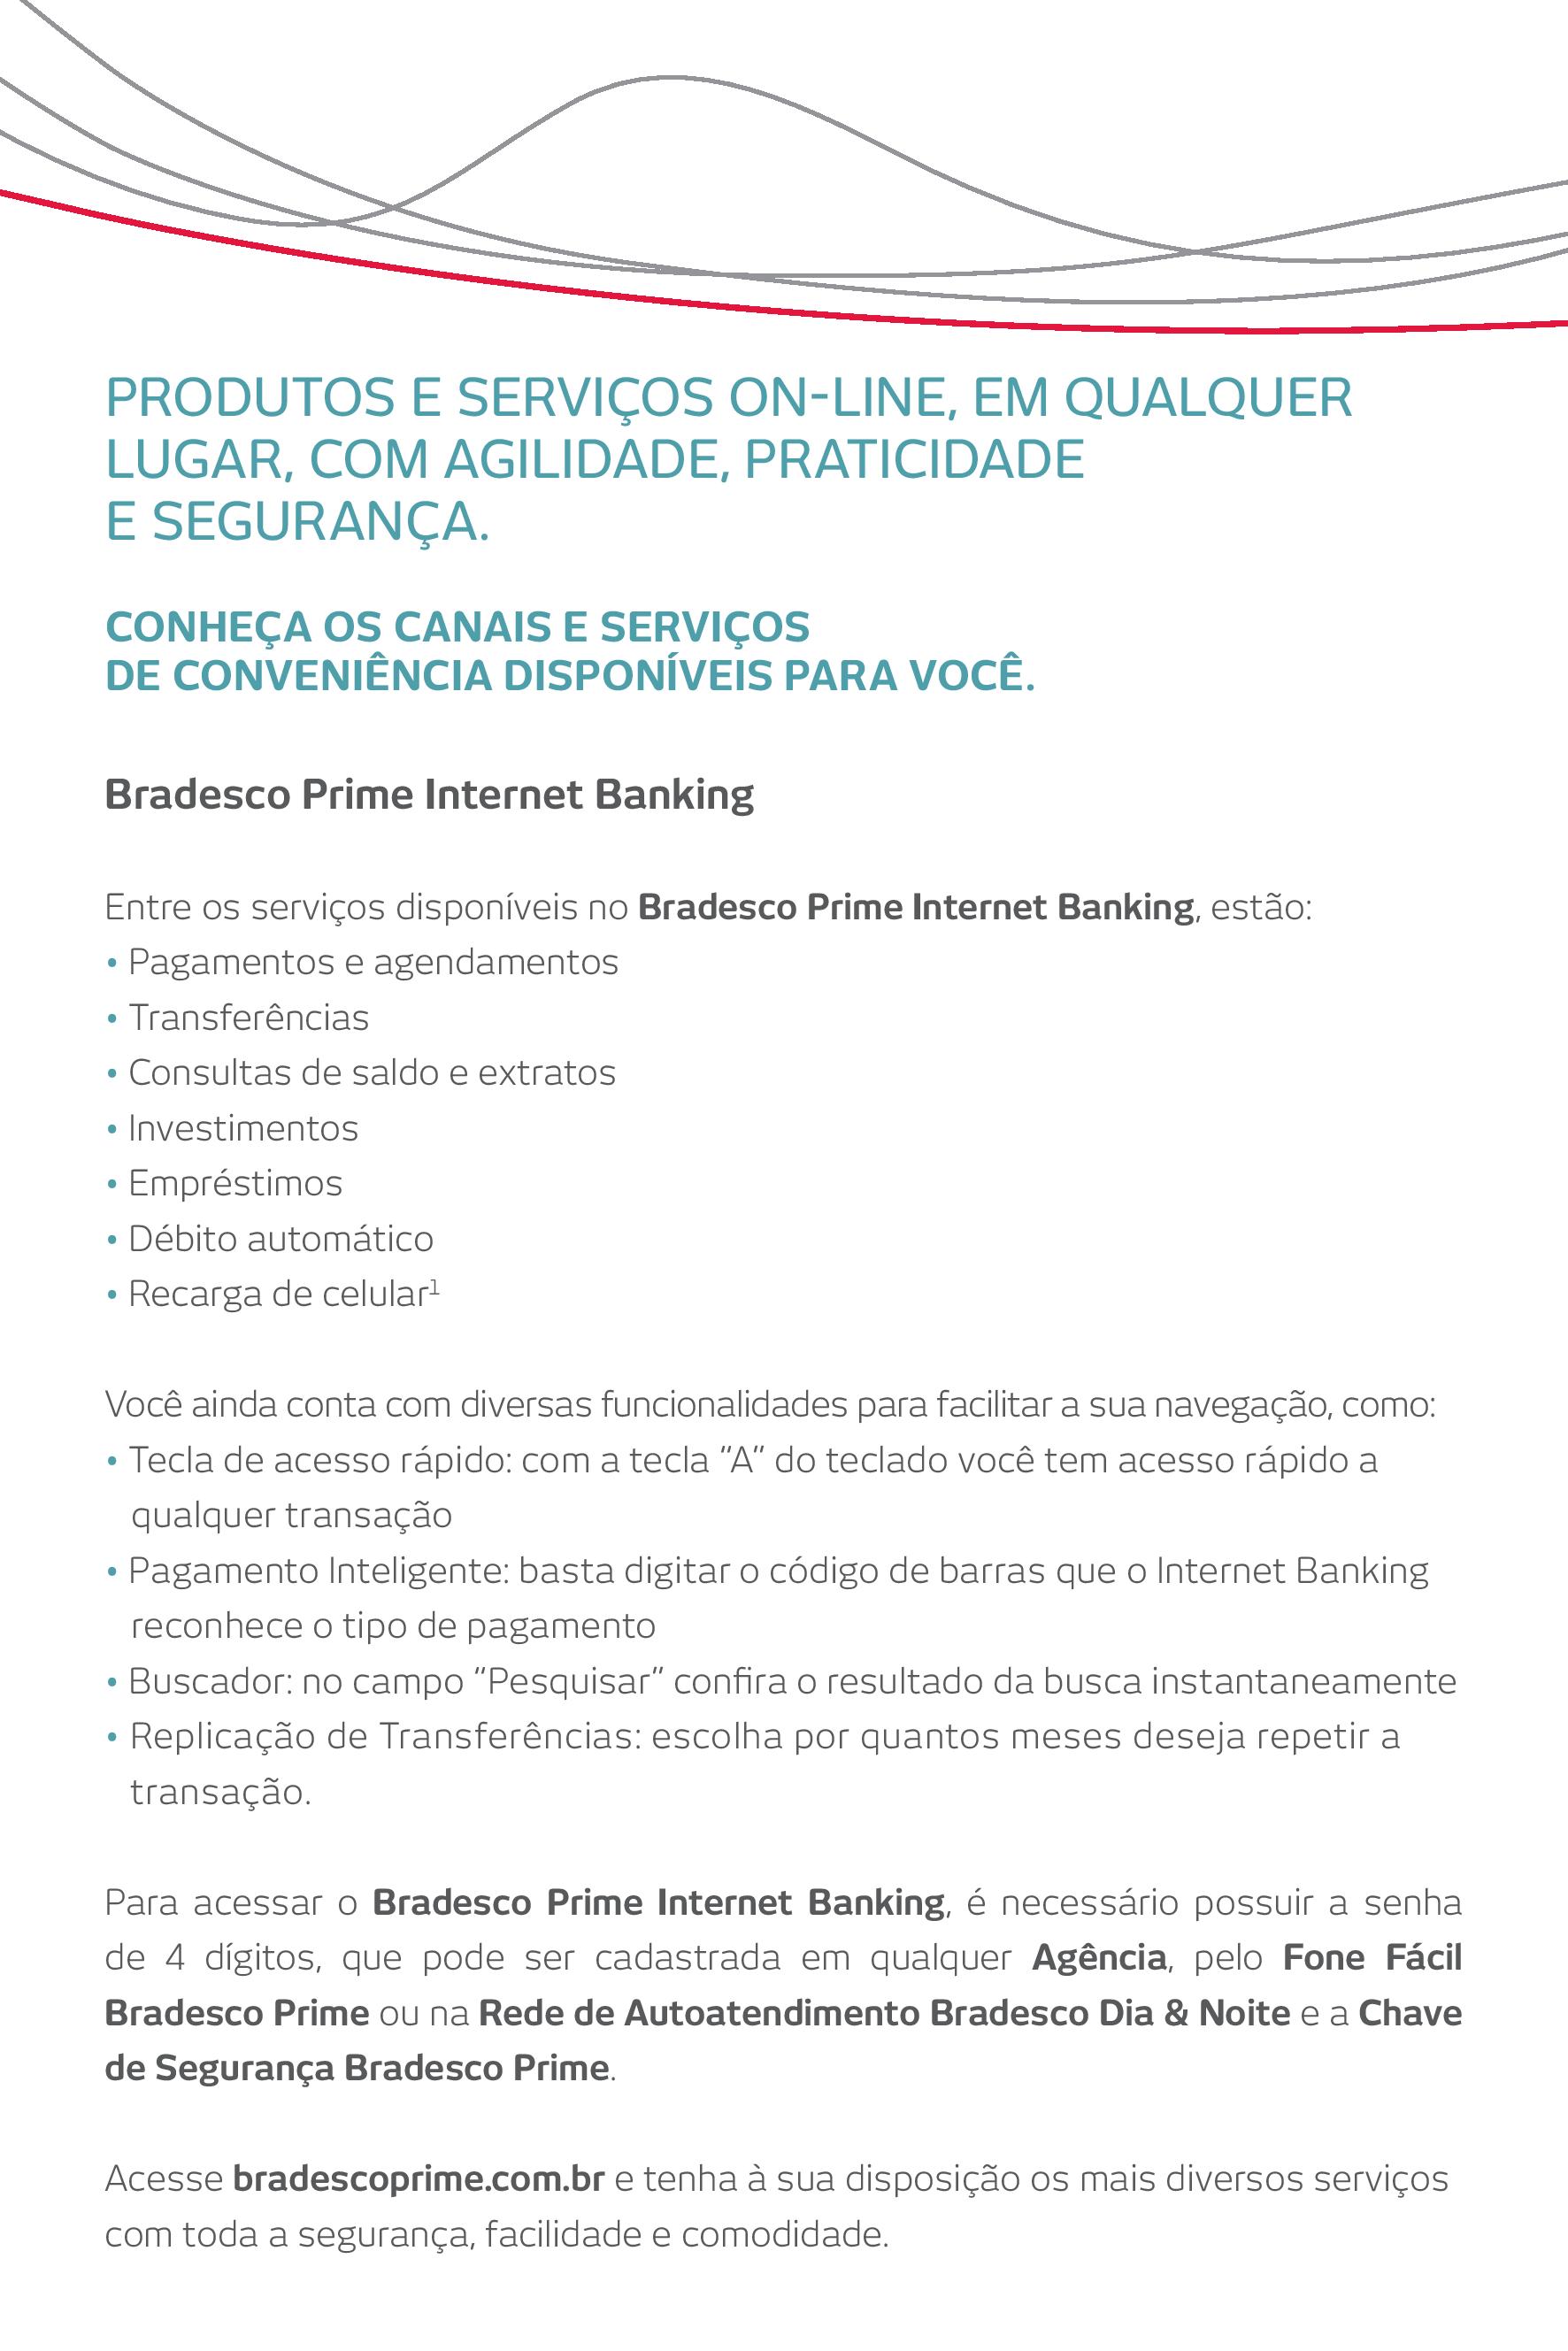 PRODUTOS E SERVIÇOS ON-LINE, EM QUALQUER
LUGAR, COM AGILIDADE, PRATICIDADE
E SEGURANÇA.
CONHEÇA OS CANAIS E SERVIÇOS
DE CONVENIÊNCIA DISPONÍVEIS PARA VOCÊ.
Bradesco Prime Internet Banking
Entre os serviços disponíveis no Bradesco Prime Internet Banking, estão:
• Pagamentos e agendamentos
• Transferências
• Consultas de saldo e extratos
• Investimentos
• Empréstimos
• Débito automático
• Recarga de celular¹
Você ainda conta com diversas funcionalidades para facilitar a sua navegação, como:
• Tecla de acesso rápido: com a tecla “A” do teclado você tem acesso rápido a
qualquer transação
• Pagamento Inteligente: basta digitar o código de barras que o Internet Banking
reconhece o tipo de pagamento
• Buscador: no campo “Pesquisar” confira o resultado da busca instantaneamente
• Replicação de Transferências: escolha por quantos meses deseja repetir a
transação.
Para acessar o Bradesco Prime Internet Banking, é necessário possuir a senha
de 4 dígitos, que pode ser cadastrada em qualquer Agência, pelo Fone Fácil
Bradesco Prime ou na Rede de Autoatendimento Bradesco Dia & Noite e a Chave
de Segurança Bradesco Prime.
Acesse bradescoprime.com.br e tenha à sua disposição os mais diversos serviços
com toda a segurança, facilidade e comodidade.